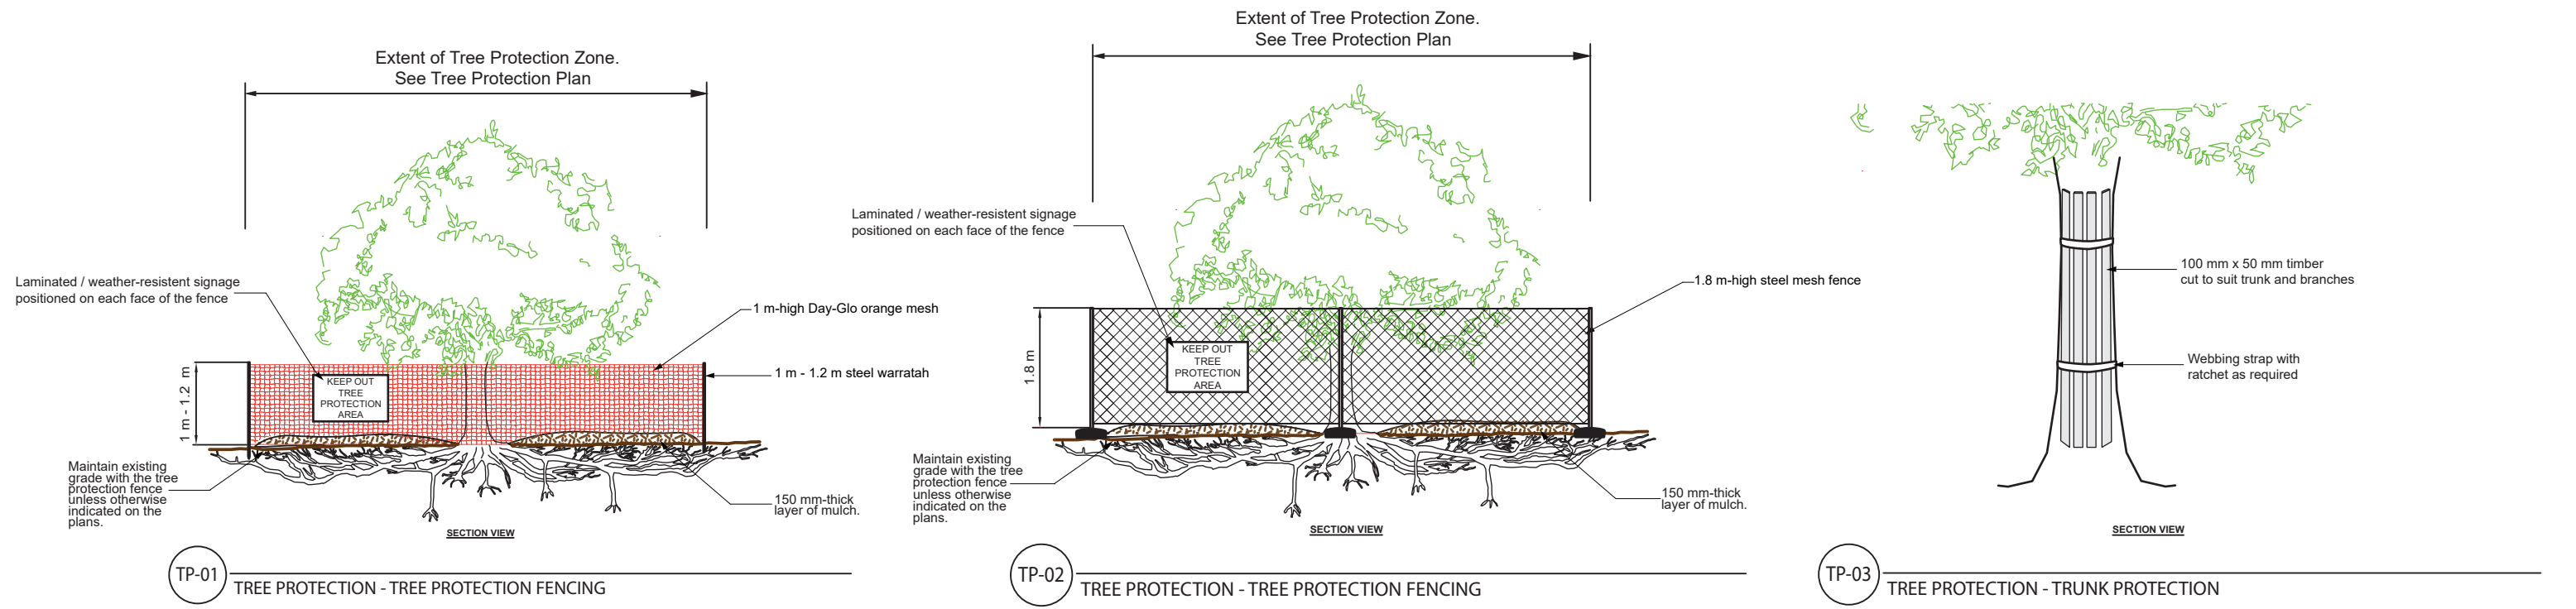 Extent of Tree Protection Zone.
See Tree Protection Plan
Laminated / weather-resistent signage
positioned on each face of the fence
1 m-high Day-Glo orange mesh
1 m - 1.2 m steel warratah
1 m - 1.2 m
KEEP OUT
TREE
PROTECTION
AREA
Maintain existing
grade with the tree
protection fence
unless otherwise
indicated on the
plans.
150 mm-thick
layer of mulch.
SECTION VIEW
TP-01
TREE PROTECTION - TREE PROTECTION FENCING
Extent of Tree Protection Zone.
See Tree Protection Plan
Laminated / weather-resistent signage
positioned on each face of the fence
1.8 m-high steel mesh fence
1.8 m
KEEP OUT
TREE
PROTECTION
AREA
Maintain existing
grade with the tree
protection fence
unless otherwise
indicated on the
plans.
150 mm-thick
layer of mulch.
SECTION VIEW
TP-02
TREE PROTECTION - TREE PROTECTION FENCING
100 mm x 50 mm timber
cut to suit trunk and branches
Webbing strap with
ratchet as required
SECTION VIEW
TP-03
TREE PROTECTION - TRUNK PROTECTION